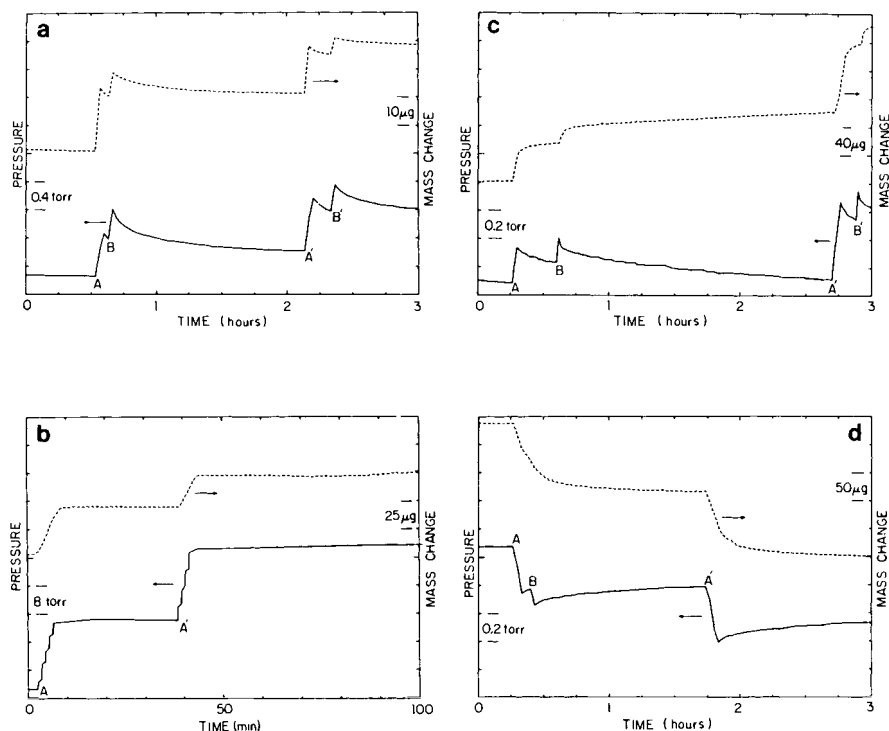 a
PRESSURE
MASS CHANGE
10μg
0.4 torr
A
B
A'
B'
0
1
2
3
TIME (hours)
c
PRESSURE
MASS CHANGE
40μg
0.2 torr
A
B
A'
B'
0
1
2
3
TIME (hours)
b
PRESSURE
MASS CHANGE
25μg
8 torr
A
A'
0
50
100
TIME (min)
d
PRESSURE
MASS CHANGE
50μg
0.2 torr
A
B
A'
0
1
2
3
TIME (hours)